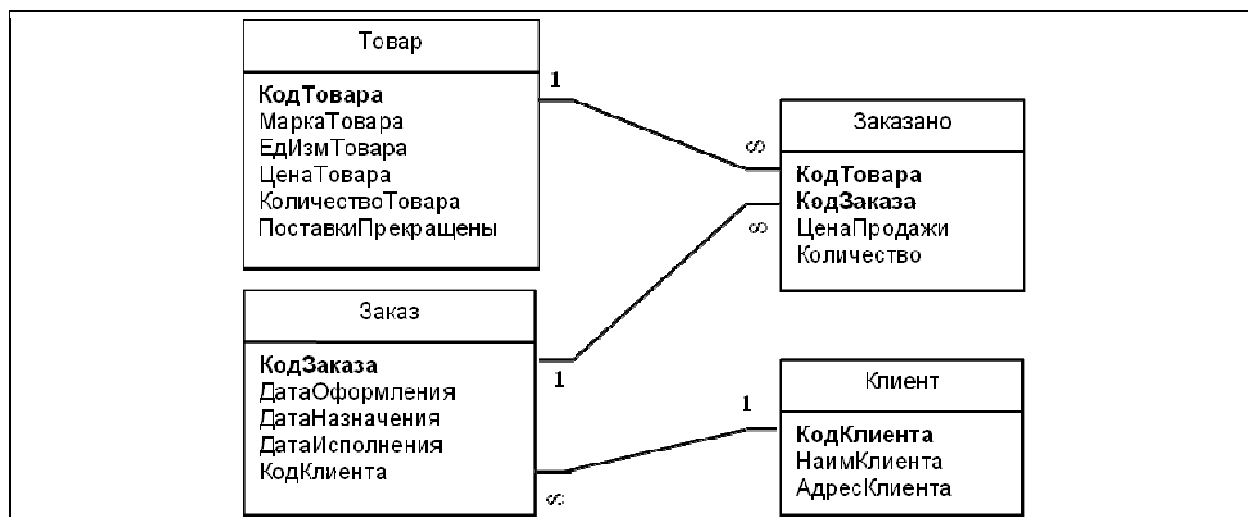 Товар
КодТовара
МаркаТовара
ЕдИзмТовара
ЦенаТовара
КоличествоТовара
ПоставкиПрекращены
1
∞
Заказано
КодТовара
КодЗаказа
ЦенаПродажи
Количество
∞
Заказ
КодЗаказа
ДатаОформления
ДатаНазначения
ДатаИсполнения
КодКлиента
1
∞
1
Клиент
КодКлиента
НаимКлиента
АдресКлиента